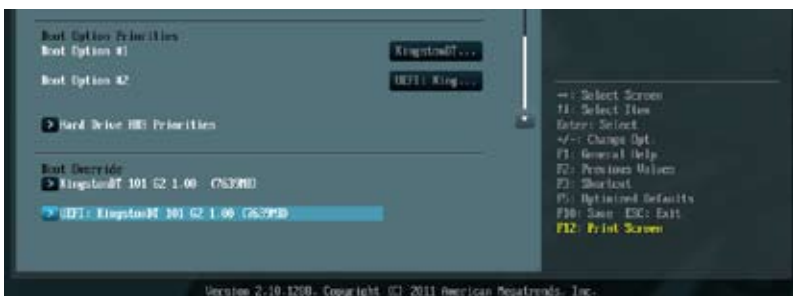 Boot Option Priorities
Boot Option #1
KingstonDT...
Boot Option #2
UEFI: King...
Hard Drive BBS Priorities
Boot Override
KingstonDT 101 G2 1.00 (7639MB)
UEFI: KingstonDT 101 G2 1.00 (7639MB)
→←: Select Screen
↑↓: Select Item
Enter: Select
+/-: Change Opt.
F1: General Help
F2: Previous Values
F3: Shortcut
F5: Optimized Defaults
F10: Save ESC: Exit
F12: Print Screen
Version 2.10.1208. Copyright (C) 2011 American Megatrends, Inc.